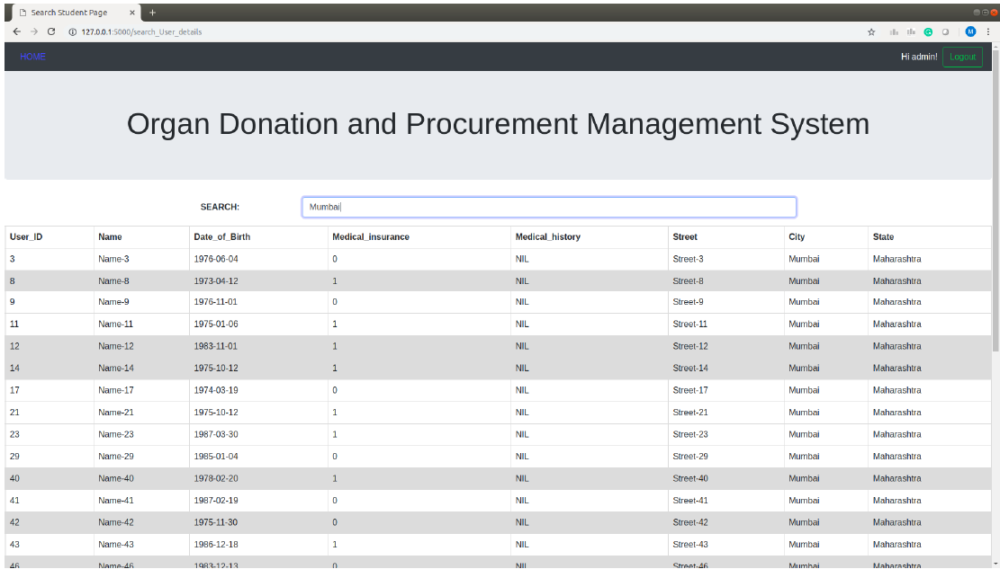 Search Student Page
127.0.0.1:5000/search_User_details
M
HOME Hi admin! Logout
Organ Donation and Procurement Management System
SEARCH: Mumbai
User_ID Name Date_of_Birth Medical_insurance Medical_history Street City State
3 Name-3 1976-06-04 0 NIL Street-3 Mumbai Maharashtra
8 Name-8 1973-04-12 1 NIL Street-8 Mumbai Maharashtra
9 Name-9 1976-11-01 0 NIL Street-9 Mumbai Maharashtra
11 Name-11 1975-01-06 1 NIL Street-11 Mumbai Maharashtra
12 Name-12 1983-11-01 1 NIL Street-12 Mumbai Maharashtra
14 Name-14 1975-10-12 1 NIL Street-14 Mumbai Maharashtra
17 Name-17 1974-03-19 0 NIL Street-17 Mumbai Maharashtra
21 Name-21 1975-10-12 1 NIL Street-21 Mumbai Maharashtra
23 Name-23 1987-03-30 1 NIL Street-23 Mumbai Maharashtra
29 Name-29 1985-01-04 0 NIL Street-29 Mumbai Maharashtra
40 Name-40 1978-02-20 1 NIL Street-40 Mumbai Maharashtra
41 Name-41 1987-02-19 0 NIL Street-41 Mumbai Maharashtra
42 Name-42 1975-11-30 0 NIL Street-42 Mumbai Maharashtra
43 Name-43 1986-12-18 1 NIL Street-43 Mumbai Maharashtra
46 Name-46 1983-12-13 0 NIL Street-46 Mumbai Maharashtra